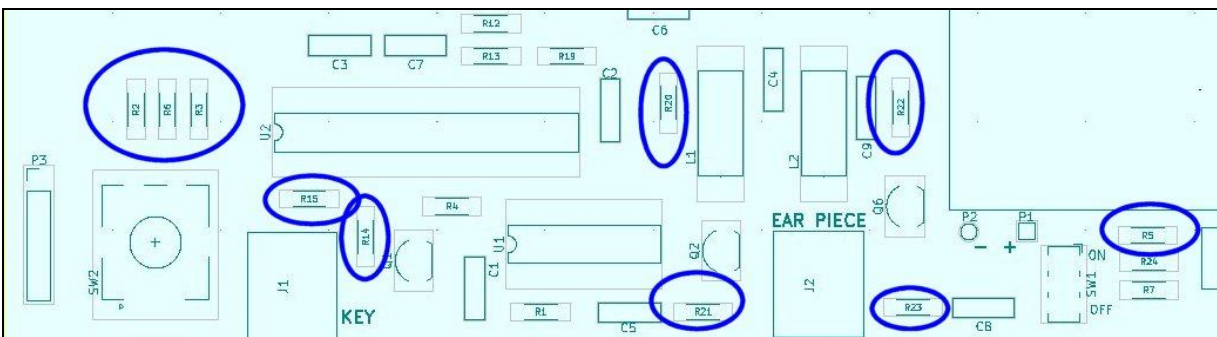 R12
C6
R13
R19
C3
C7
C2
C4
R2
R6
R3
R20
R22
U2
L1
L2
C9
P3
R15
R4
R14
Q6
EAR PIECE
P2
P1
- +
R5
U1
Q2
ON
R24
SW2
J1
C1
J2
SW1
R7
KEY
R1
C5
R21
R23
C8
OFF